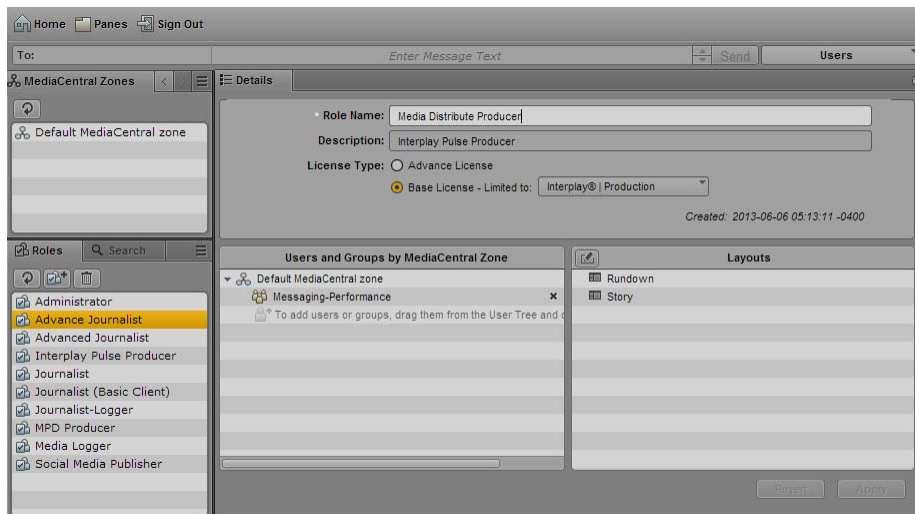 Home Panes Sign Out
To: Enter Message Text Send Users
MediaCentral Zones
Default MediaCentral zone
Details
* Role Name: Media Distribute Producer
Description: Interplay Pulse Producer
License Type: Advance License
Base License - Limited to: Interplay® | Production
Created: 2013-06-06 05:13:11 -0400
Roles Search
Administrator
Advance Journalist
Advanced Journalist
Interplay Pulse Producer
Journalist
Journalist (Basic Client)
Journalist-Logger
MPD Producer
Media Logger
Social Media Publisher
Users and Groups by MediaCentral Zone
Default MediaCentral zone
Messaging-Performance
To add users or groups, drag them from the User Tree and
Layouts
Rundown
Story
Revert Apply